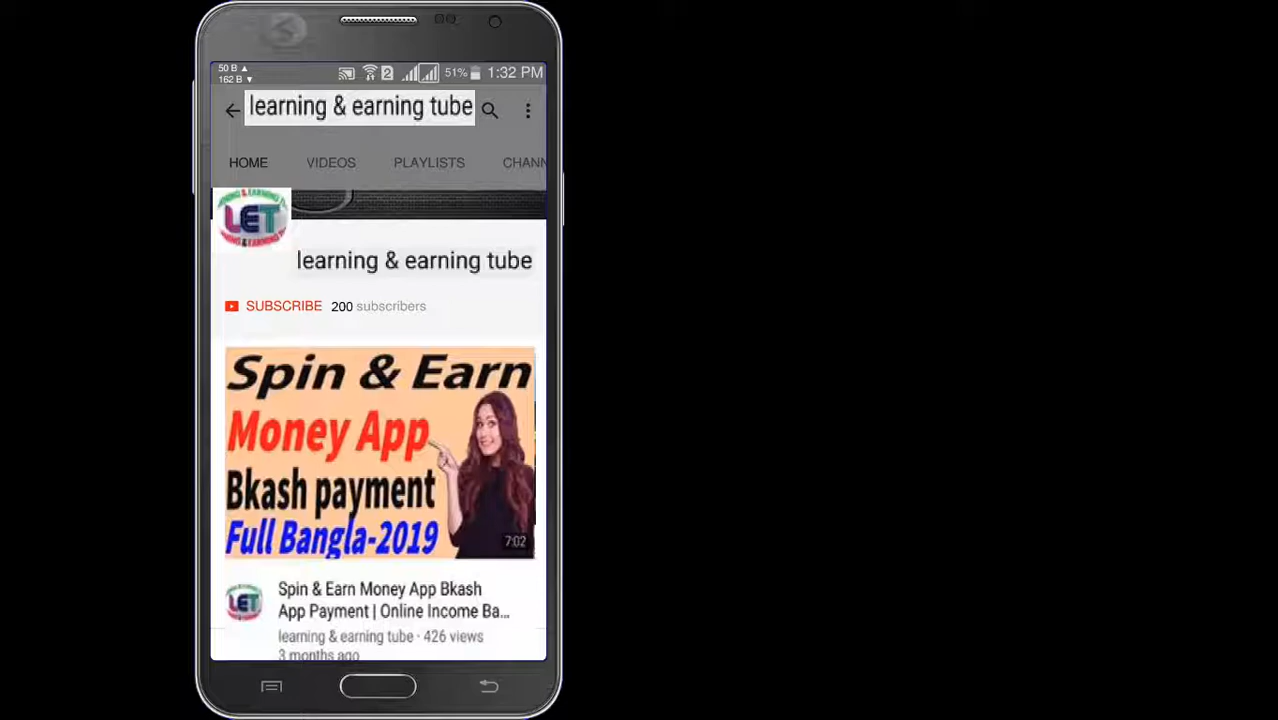 50 B
162 B
2
51%
1:32 PM
learning & earning tube
HOME VIDEOS PLAYLISTS CHANN
LET
learning & earning tube
SUBSCRIBE 200 subscribers
Spin & Earn
Money App
Bkash payment
Full Bangla-2019
7:02
LET
Spin & Earn Money App Bkash
App Payment | Online Income Ba...
learning & earning tube · 426 views
3 months ago